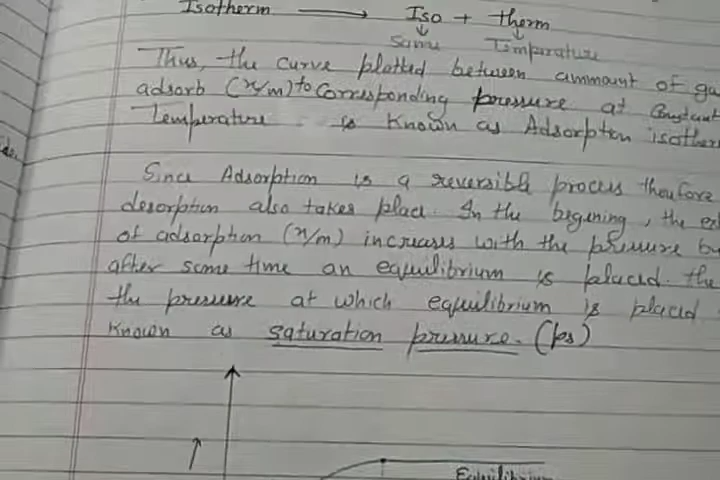 Isotherm → Iso + therm
↓ ↓
Same Temperature
Thus, the curve plotted between ammount of ga
adsorb (x/m) to corresponding pressure at constant
Temperature is known as Adsorption isother
Since Adsorption is a reversible process therefore
desorption also takes place. In the begining, the ex
of adsorption (x/m) increases with the pressure bu
after some time an equilibrium is placed. the
the pressure at which equilibrium is placed
known as saturation pressure. (ps)
↑
Equilibrium